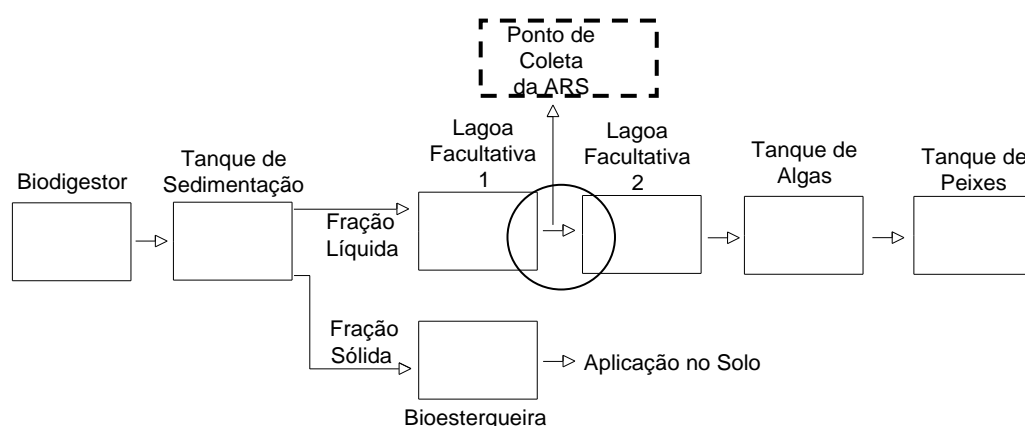 Ponto de
Coleta
da ARS
Lagoa
Facultativa
1
Lagoa
Facultativa
2
Tanque de
Algas
Tanque de
Peixes
Tanque de
Sedimentação
Biodigestor
Fração
Líquida
Fração
Sólida
Aplicação no Solo
Bioesterqueira